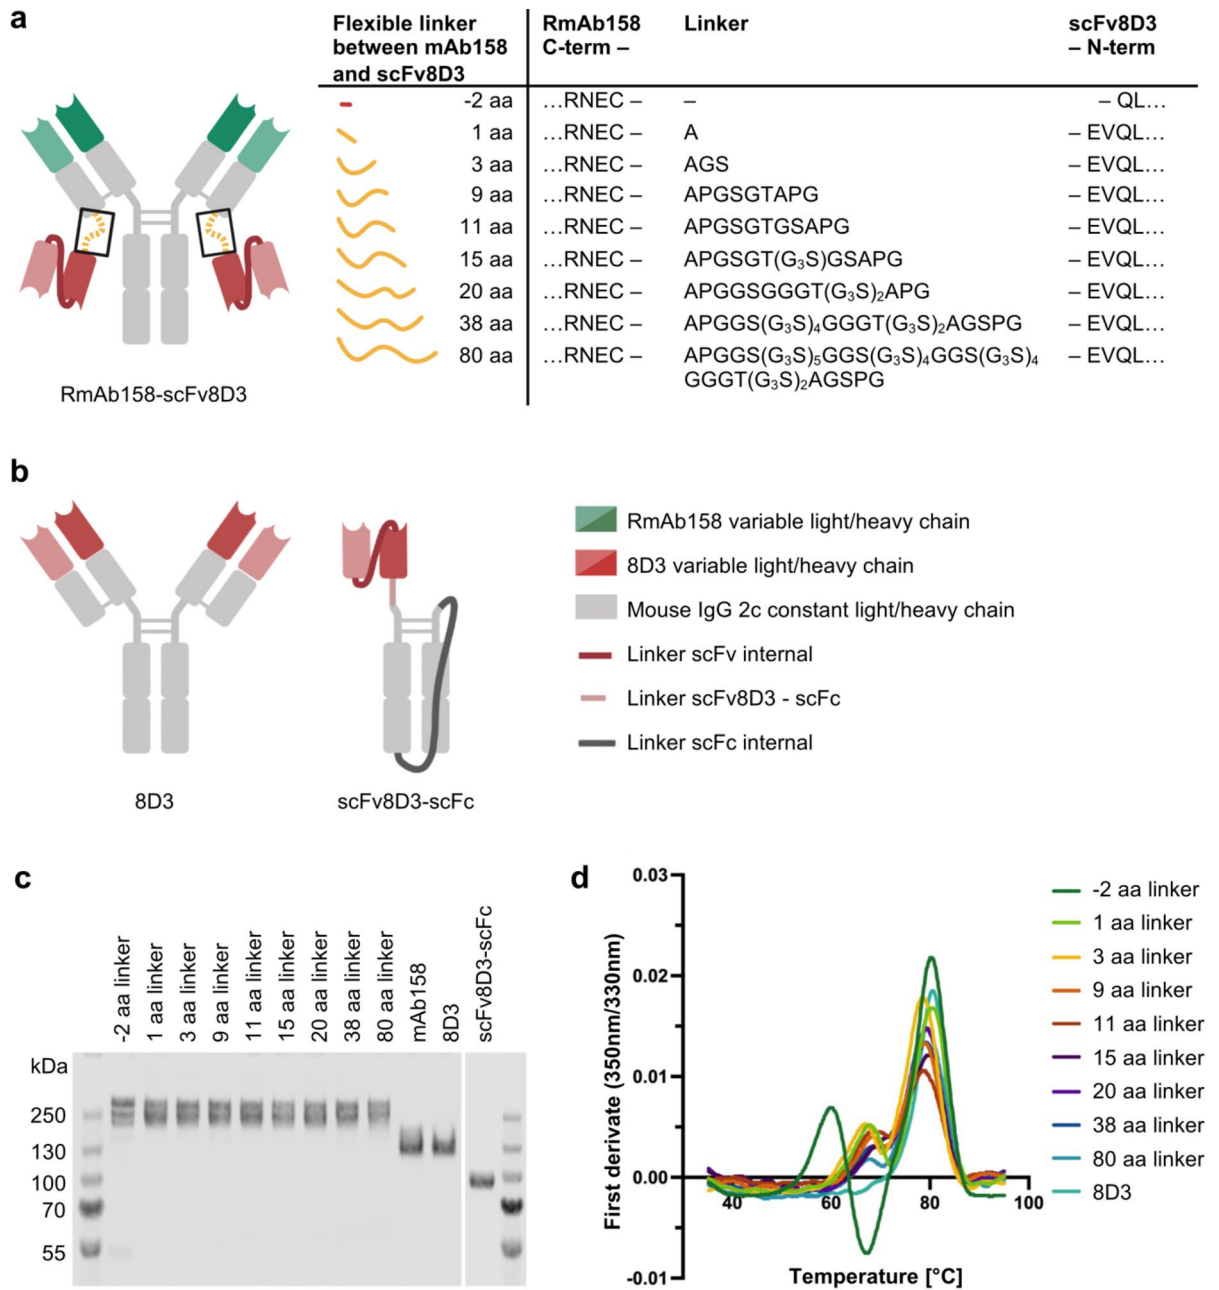 a
Flexible linker
between mAb158
and scFv8D3
RmAb158
C-term –
Linker
scFv8D3
– N-term
-2 aa …RNEC – – – QL…
1 aa …RNEC – A – EVQL…
3 aa …RNEC – AGS – EVQL…
9 aa …RNEC – APGSGTAPG – EVQL…
11 aa …RNEC – APGSGTGSAPG – EVQL…
15 aa …RNEC – APGSGT(G₃S)GSAPG – EVQL…
20 aa …RNEC – APGGSGGGT(G₃S)₂APG – EVQL…
38 aa …RNEC – APGGS(G₃S)₄GGGT(G₃S)₂AGSPG – EVQL…
80 aa …RNEC – APGGS(G₃S)₅GGS(G₃S)₄GGS(G₃S)₄ – EVQL…
GGGT(G₃S)₂AGSPG
RmAb158-scFv8D3
b
RmAb158 variable light/heavy chain
8D3 variable light/heavy chain
Mouse IgG 2c constant light/heavy chain
Linker scFv internal
Linker scFv8D3 - scFc
Linker scFc internal
8D3
scFv8D3-scFc
c
-2 aa linker
1 aa linker
3 aa linker
9 aa linker
11 aa linker
15 aa linker
20 aa linker
38 aa linker
80 aa linker
mAb158
8D3
scFv8D3-scFc
kDa
250
130
100
70
55
d
First derivate (350nm/330nm)
0.03
0.02
0.01
0.00
-0.01
40
60
80
100
Temperature [°C]
-2 aa linker
1 aa linker
3 aa linker
9 aa linker
11 aa linker
15 aa linker
20 aa linker
38 aa linker
80 aa linker
8D3